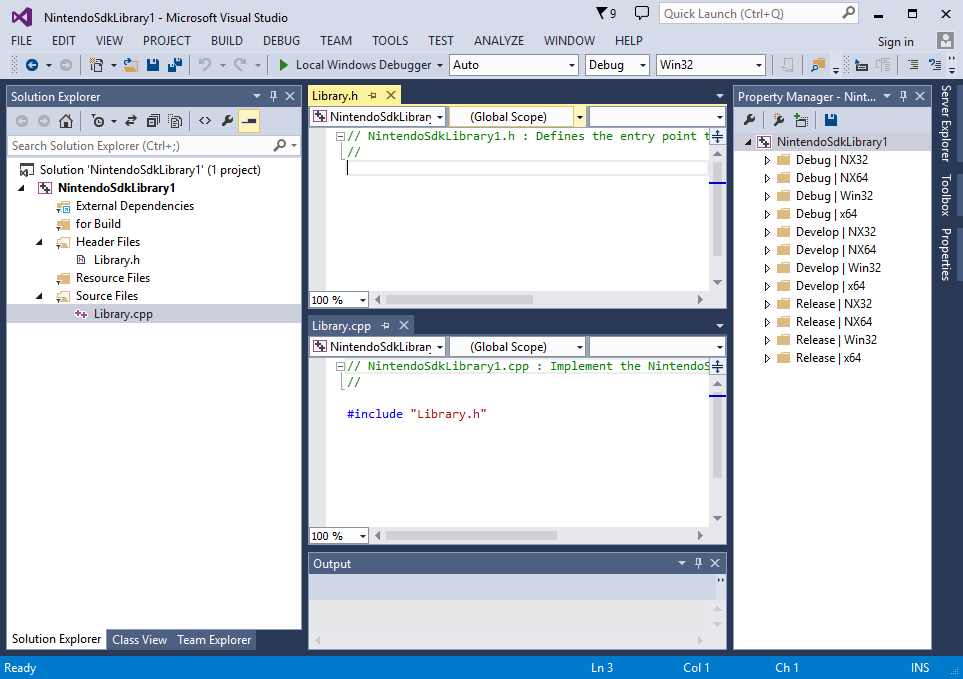 NintendoSdkLibrary1 - Microsoft Visual Studio
9
Quick Launch (Ctrl+Q)
FILE EDIT VIEW PROJECT BUILD DEBUG TEAM TOOLS TEST ANALYZE WINDOW HELP
Sign in
Local Windows Debugger Auto Debug Win32
Solution Explorer
Search Solution Explorer (Ctrl+;)
Solution 'NintendoSdkLibrary1' (1 project)
NintendoSdkLibrary1
External Dependencies
for Build
Header Files
Library.h
Resource Files
Source Files
Library.cpp
Solution Explorer Class View Team Explorer
Library.h
NintendoSdkLibrar (Global Scope)
// NintendoSdkLibrary1.h : Defines the entry point
//
100 %
Library.cpp
NintendoSdkLibrar (Global Scope)
// NintendoSdkLibrary1.cpp : Implement the NintendoS
//
#include "Library.h"
100 %
Output
Property Manager - Nint...
NintendoSdkLibrary1
Debug | NX32
Debug | NX64
Debug | Win32
Debug | x64
Develop | NX32
Develop | NX64
Develop | Win32
Develop | x64
Release | NX32
Release | NX64
Release | Win32
Release | x64
Server Explorer
Toolbox
Properties
Ready Ln 3 Col 1 Ch 1 INS